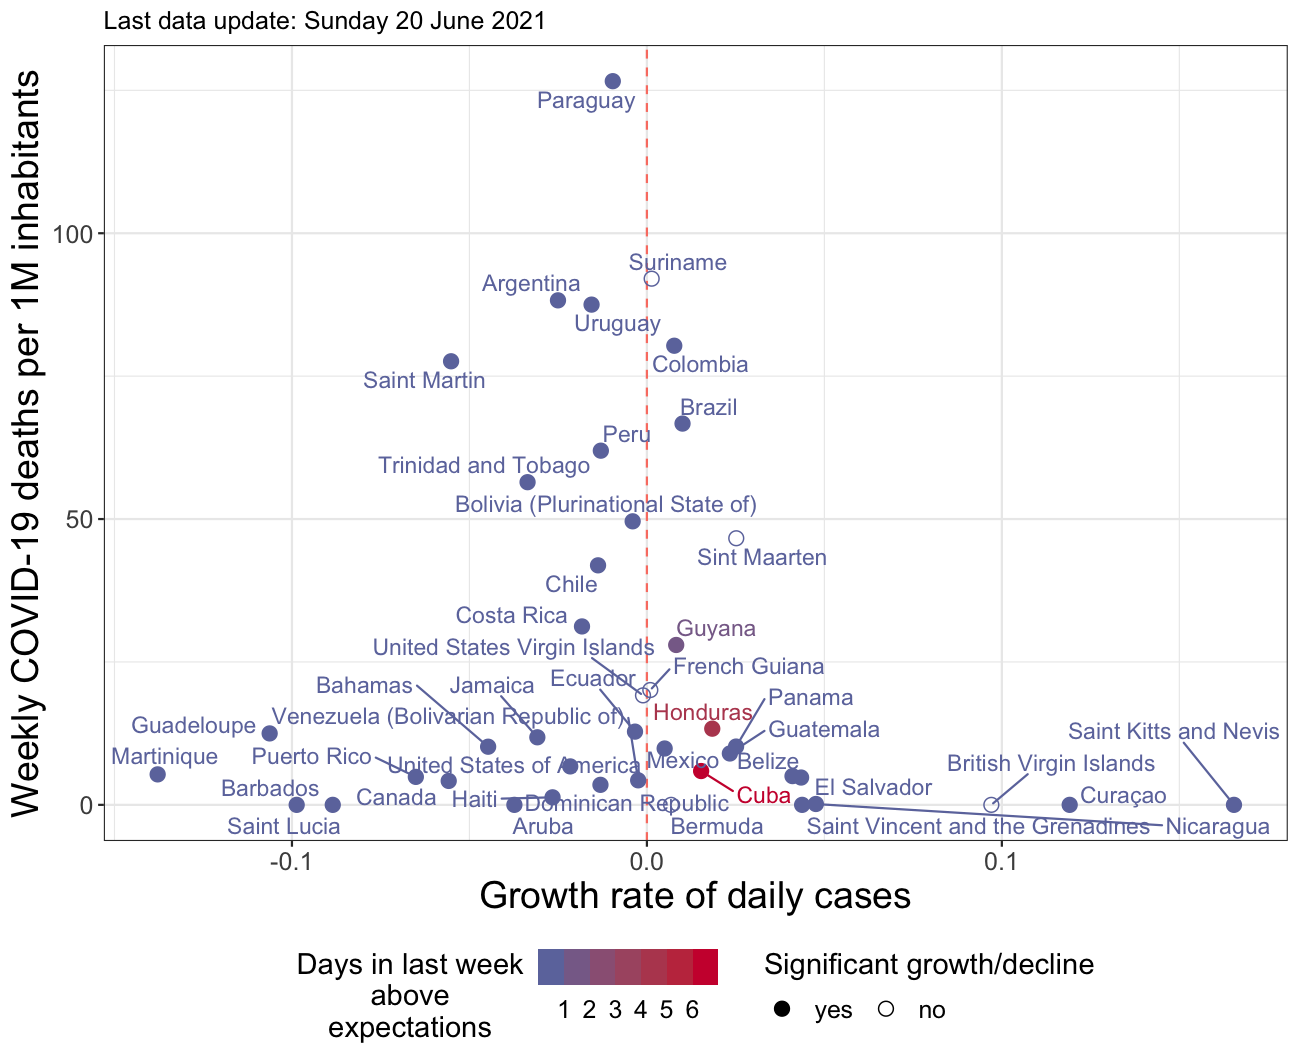 Last data update: Sunday 20 June 2021
Weekly COVID-19 deaths per 1M inhabitants
100
50
0
Paraguay
Suriname
Argentina
Uruguay
Colombia
Saint Martin
Brazil
Peru
Trinidad and Tobago
Bolivia (Plurinational State of)
Sint Maarten
Chile
Costa Rica
Guyana
United States Virgin Islands
French Guiana
Ecuador
Bahamas
Jamaica
Panama
Venezuela (Bolivarian Republic of)
Honduras
Guadeloupe
Guatemala
Saint Kitts and Nevis
Martinique
Puerto Rico
United States of America
Mexico
Belize
British Virgin Islands
Barbados
Canada
Haiti
Dominican Republic
Cuba
El Salvador
Curaçao
Saint Lucia
Aruba
Bermuda
Saint Vincent and the Grenadines
Nicaragua
-0.1
0.0
0.1
Growth rate of daily cases
Days in last week
above
expectations
1 2 3 4 5 6
Significant growth/decline
yes
no